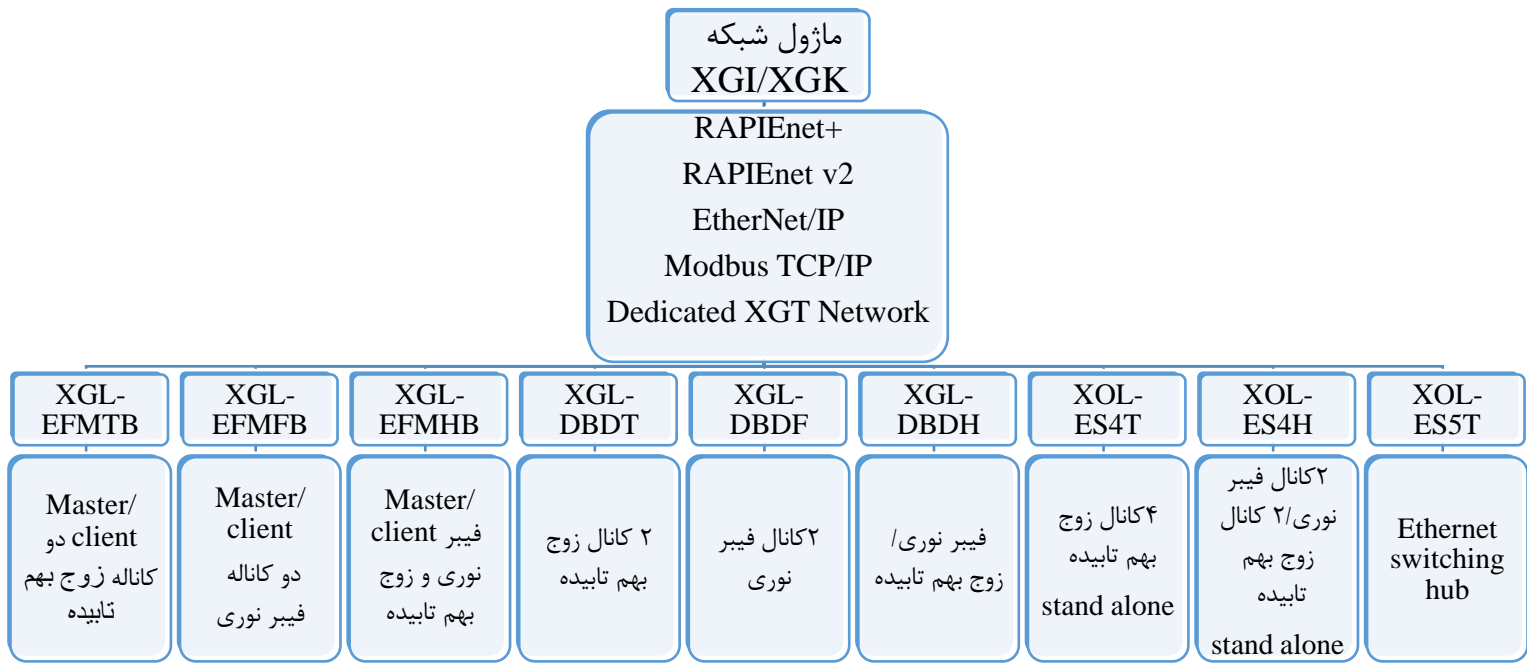 ماژول شبکه
XGI/XGK
RAPIEnet+
RAPIEnet v2
EtherNet/IP
Modbus TCP/IP
Dedicated XGT Network
XGL-
EFMTB
Master/
client دو
کاناله زوج بهم
تابیده
XGL-
EFMFB
Master/
client
دو کاناله
فیبر نوری
XGL-
EFMHB
Master/
client فیبر
نوری و زوج
بهم تابیده
XGL-
DBDT
۲ کانال زوج
بهم تابیده
XGL-
DBDF
۲کانال فیبر
نوری
XGL-
DBDH
فیبر نوری/
زوج بهم تابیده
XOL-
ES4T
۴کانال زوج
بهم تابیده
stand alone
XOL-
ES4H
۲کانال فیبر
نوری/۲ کانال
زوج بهم
تابیده
stand alone
XOL-
ES5T
Ethernet
switching
hub